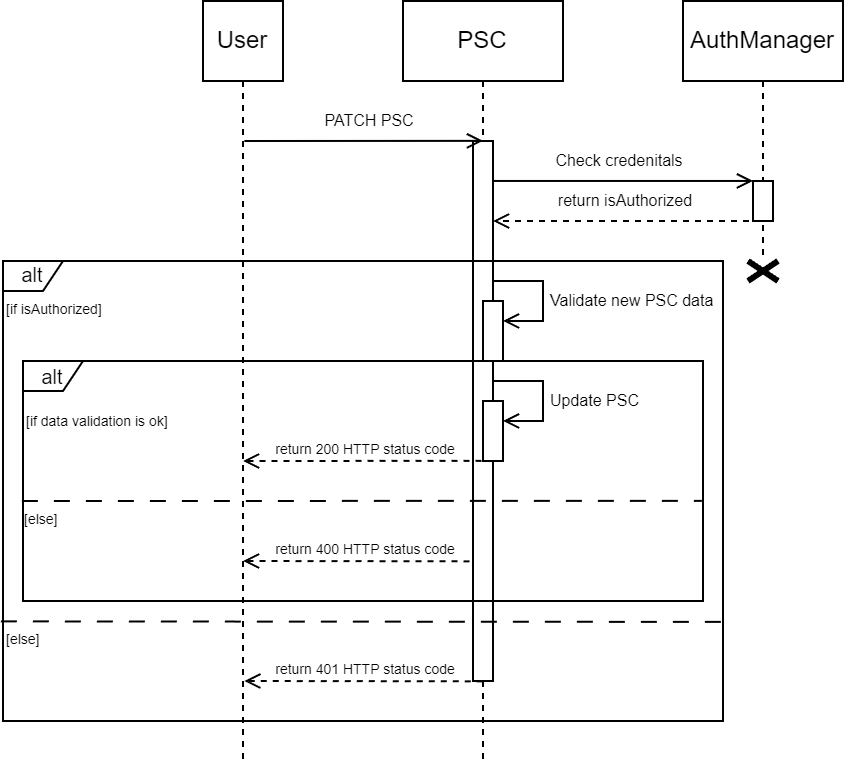 User
PSC
AuthManager
PATCH PSC
Check credenitals
return isAuthorized
alt
[if isAuthorized]
Validate new PSC data
alt
[if data validation is ok]
Update PSC
return 200 HTTP status code
[else]
return 400 HTTP status code
[else]
return 401 HTTP status code